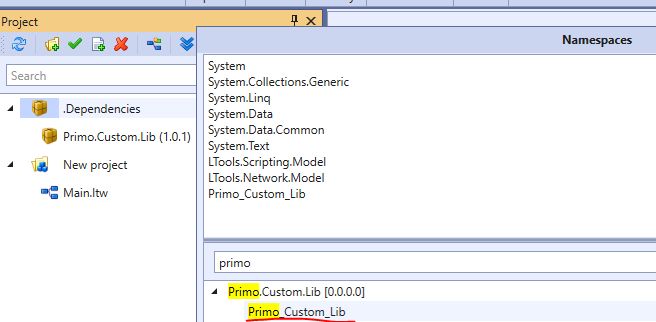 Project
Namespaces
Search
.Dependencies
Primo.Custom.Lib (1.0.1)
New project
Main.ltw
System
System.Collections.Generic
System.Linq
System.Data
System.Data.Common
System.Text
LTools.Scripting.Model
LTools.Network.Model
Primo_Custom_Lib
primo
Primo.Custom.Lib [0.0.0.0]
Primo_Custom_Lib